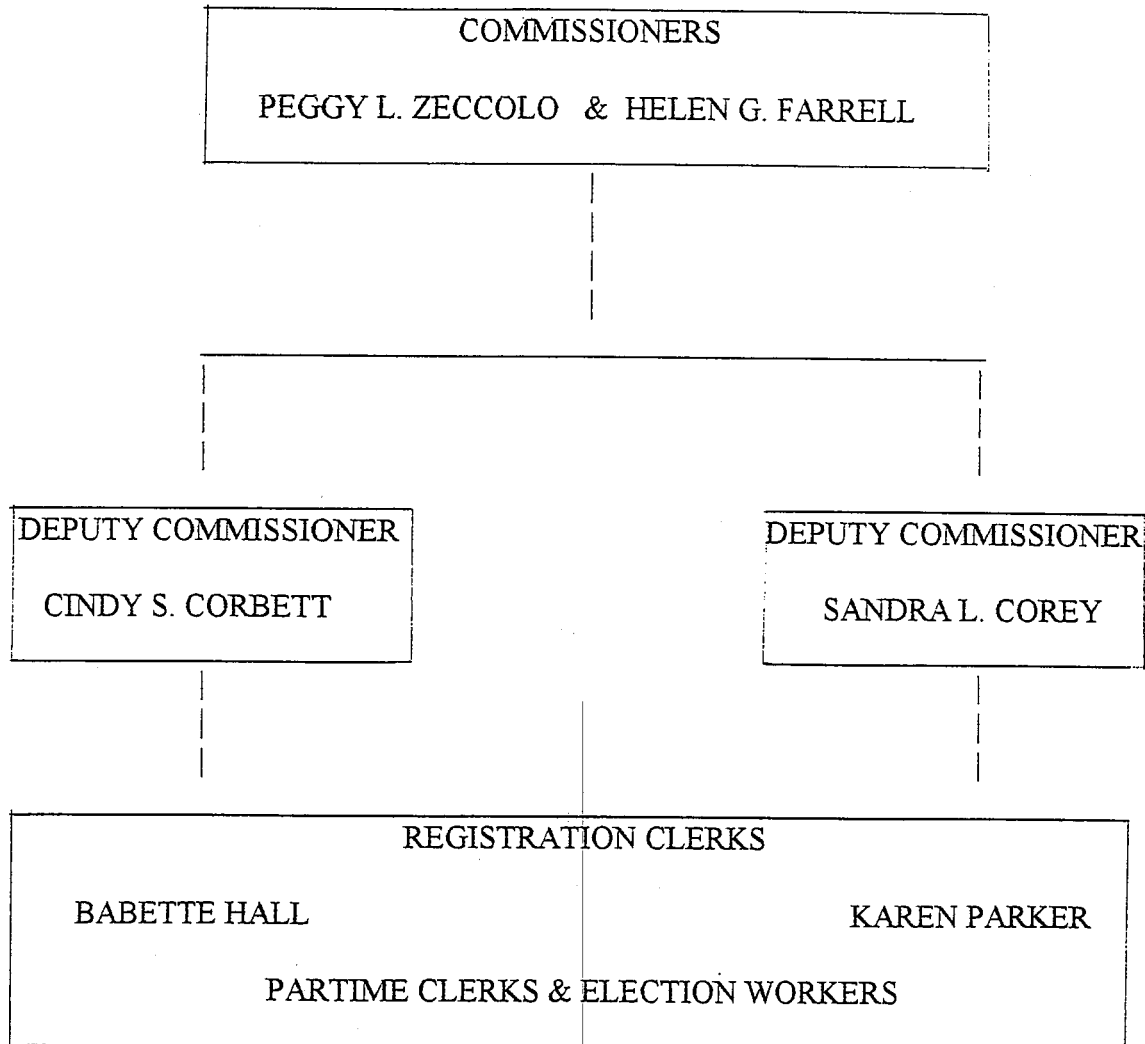 COMMISSIONERS
PEGGY L. ZECCOLO & HELEN G. FARRELL
DEPUTY COMMISSIONER
CINDY S. CORBETT
DEPUTY COMMISSIONER
SANDRA L. COREY
REGISTRATION CLERKS
BABETTE HALL
KAREN PARKER
PARTIME CLERKS & ELECTION WORKERS